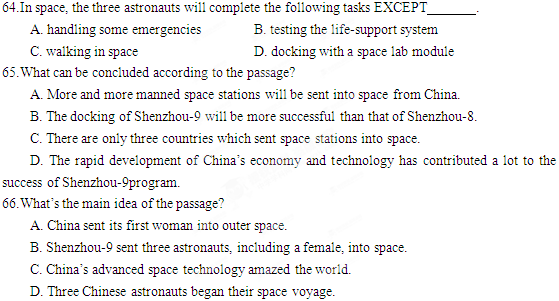 64.In space, the three astronauts will complete the following tasks EXCEPT________.
A. handling some emergencies B. testing the life-support system
C. walking in space D. docking with a space lab module
65.What can be concluded according to the passage?
A. More and more manned space stations will be sent into space from China.
B. The docking of Shenzhou-9 will be more successful than that of Shenzhou-8.
C. There are only three countries which sent space stations into space.
D. The rapid development of China's economy and technology has contributed a lot to the
success of Shenzhou-9program.
66.What's the main idea of the passage?
A. China sent its first woman into outer space.
B. Shenzhou-9 sent three astronauts, including a female, into space.
C. China's advanced space technology amazed the world.
D. Three Chinese astronauts began their space voyage.